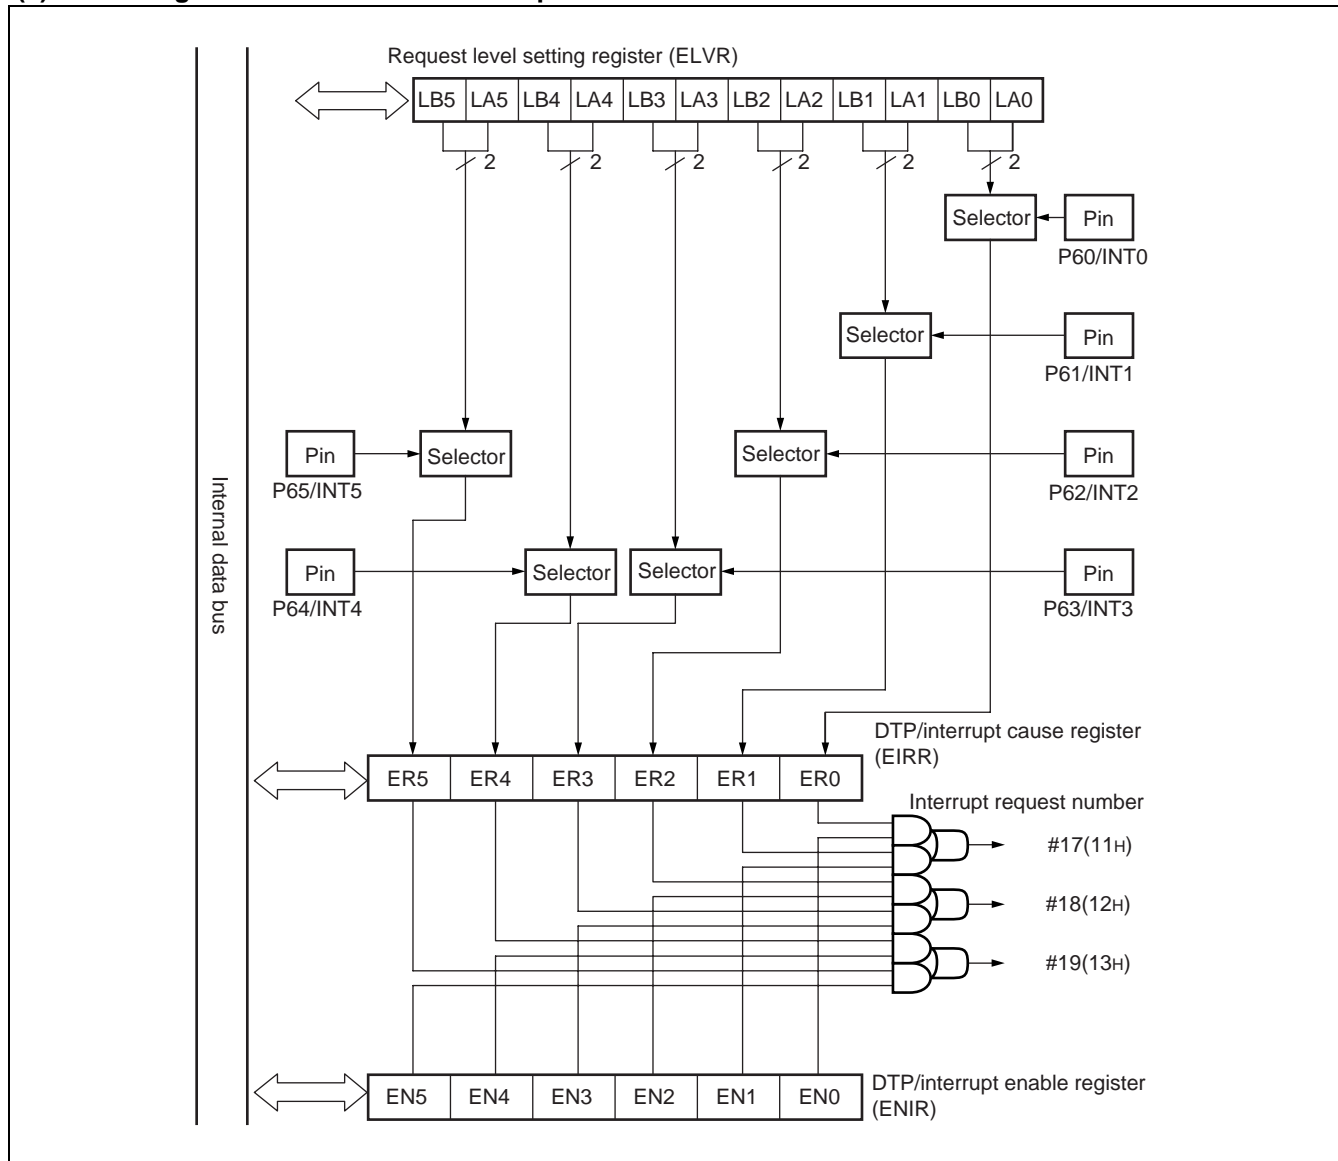 Request level setting register (ELVR)
LB5 LA5 LB4 LA4 LB3 LA3 LB2 LA2 LB1 LA1 LB0 LA0
2 2 2 2 2 2
Selector Pin
P60/INT0
Selector Pin
P61/INT1
Pin Selector Selector Pin
P65/INT5 P62/INT2
Pin Selector Selector Pin
P64/INT4 P63/INT3
Internal data bus
DTP/interrupt cause register
(EIRR)
ER5 ER4 ER3 ER2 ER1 ER0
Interrupt request number
#17(11H)
#18(12H)
#19(13H)
EN5 EN4 EN3 EN2 EN1 EN0
DTP/interrupt enable register
(ENIR)